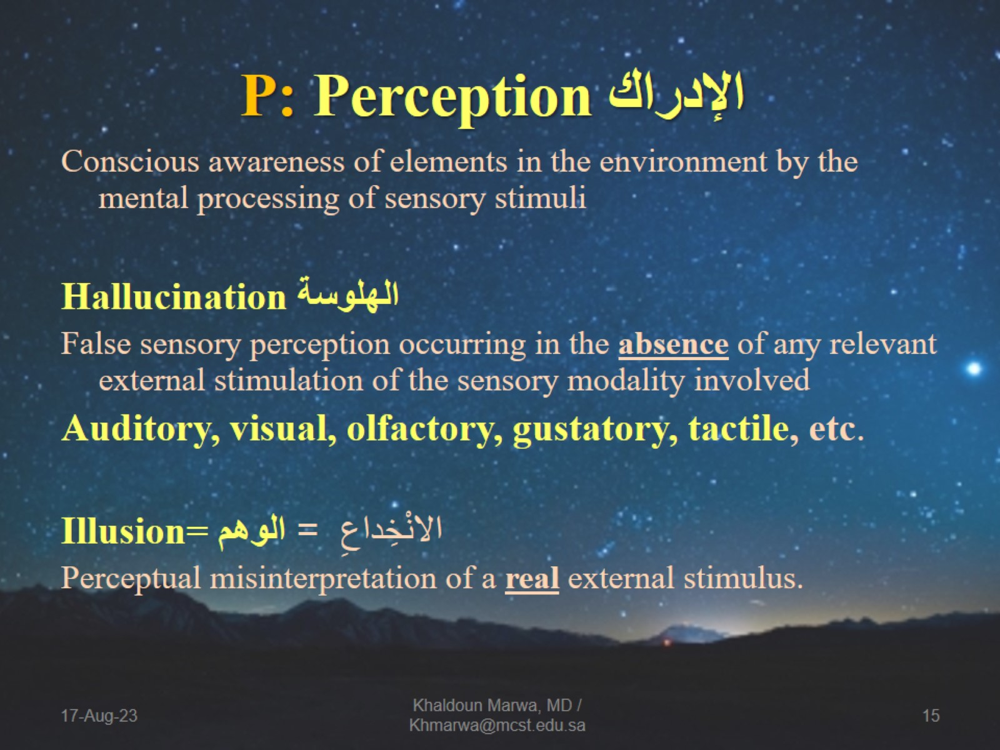 P: Perception الإدراك
Conscious awareness of elements in the environment by the
mental processing of sensory stimuli
Hallucination الهلوسة
False sensory perception occurring in the absence of any relevant
external stimulation of the sensory modality involved
Auditory, visual, olfactory, gustatory, tactile, etc.
Illusion= الوهم = الانْخِداعِ
Perceptual misinterpretation of a real external stimulus.
17-Aug-23
Khaldoun Marwa, MD /
Khmarwa@mcst.edu.sa
15